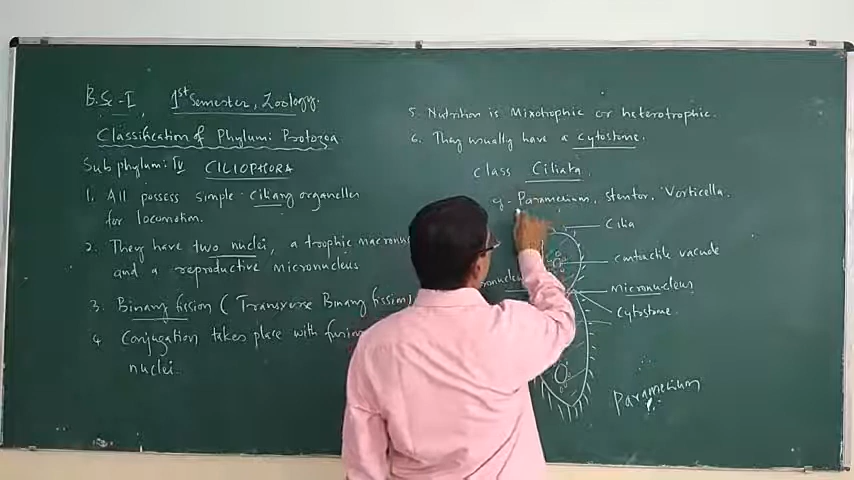 B.Sc-I, 1st Semester, Zoology.
Classification of Phylum: Protozoa
Sub phylum: IV CILIOPHORA
1. All possess simple ciliary organelles
for locomotion.
2. They have two nuclei, a trophic macronu
and a reproductive micronucleus
3. Binary fission ( Transverse Binary fission)
4 Conjugation takes place with fusion
nuclei.
5. Nutrition is Mixotrophic or heterotrophic.
6. They usually have a cytostome.
class Ciliata.
eg- Paramecium, stentor, Vorticella.
Cilia
contractile vacuole
Micronucleus
cronucleus
Cytostome.
Paramecium